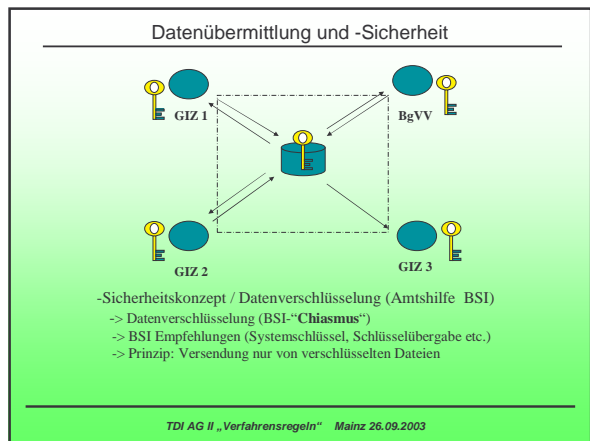 Datenübermittlung und -Sicherheit
GIZ 1
BgVV
GIZ 2
GIZ 3
-Sicherheitskonzept / Datenverschlüsselung (Amtshilfe  BSI)
-> Datenverschlüsselung (BSI-“Chiasmus“)
-> BSI Empfehlungen (Systemschlüssel, Schlüsselübergabe etc.)
-> Prinzip: Versendung nur von verschlüsselten Dateien
TDI AG II „Verfahrensregeln“   Mainz 26.09.2003